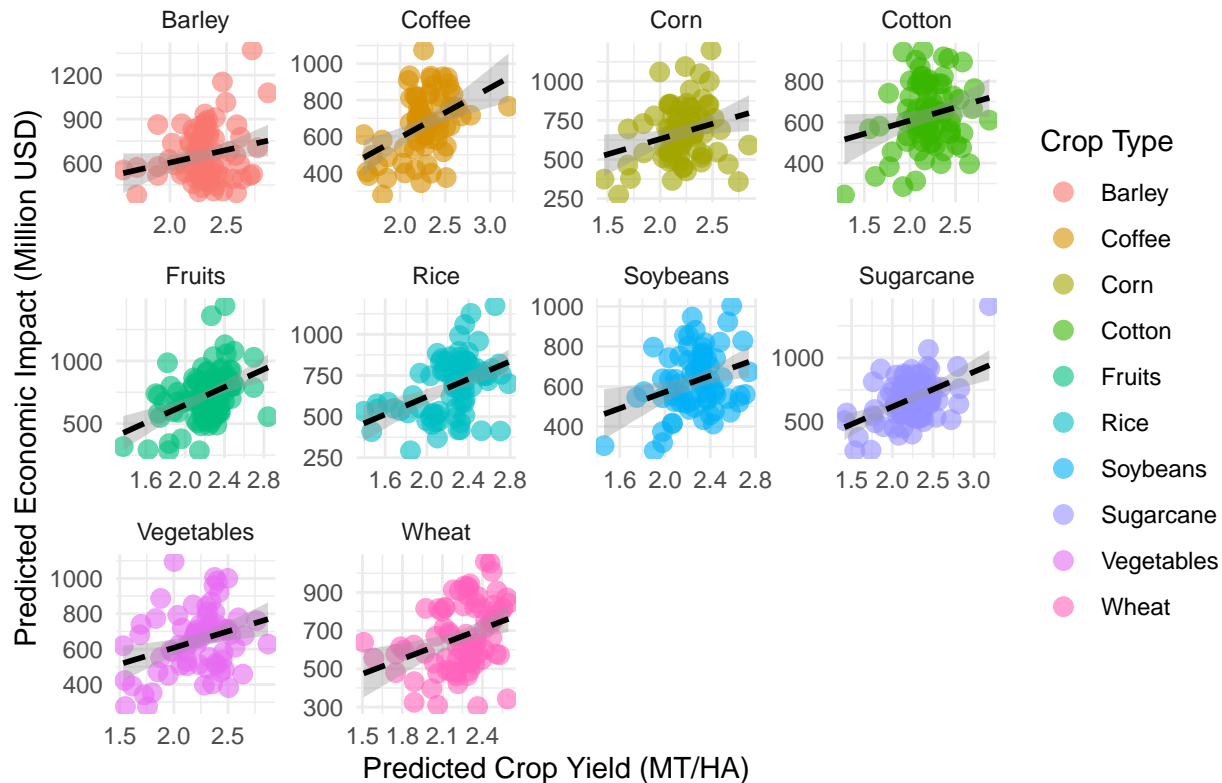 Barley
Coffee
Corn
Cotton
1200
900
600
2.0 2.5
1000
800
600
400
2.0 2.5 3.0
1000
750
500
250
1.5 2.0 2.5
800
600
400
1.5 2.0 2.5
Fruits
Rice
Soybeans
Sugarcane
1000
500
1.6 2.0 2.4 2.8
1000
750
500
250
1.6 2.0 2.4 2.8
1000
800
600
400
1.6 2.0 2.4 2.8
1000
500
1.5 2.0 2.5 3.0
Vegetables
Wheat
1000
800
600
400
1.5 2.0 2.5
900
700
500
300
1.5 1.8 2.1 2.4
Predicted Economic Impact (Million USD)
Predicted Crop Yield (MT/HA)
Crop Type
Barley
Coffee
Corn
Cotton
Fruits
Rice
Soybeans
Sugarcane
Vegetables
Wheat